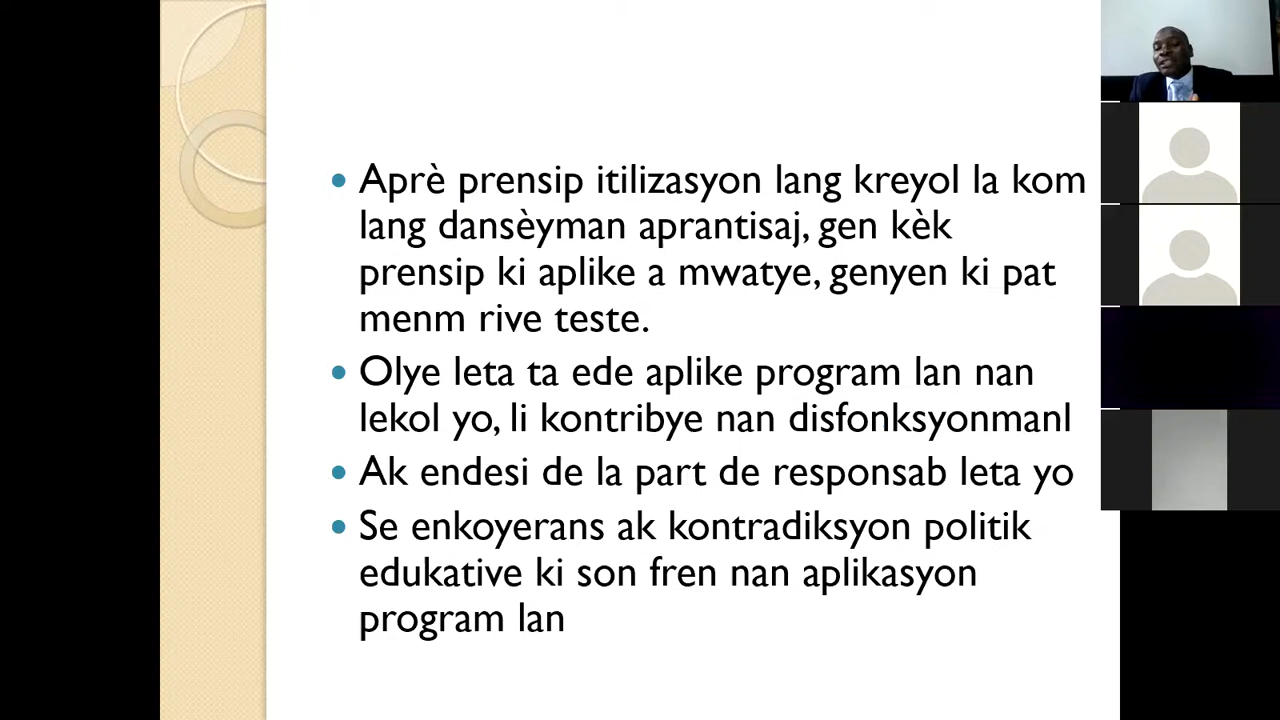 • Aprè prensip itilizasyon lang kreyol la kom
lang dansèyman aprantisaj, gen kèk
prensip ki aplike a mwatye, genyen ki pat
menm rive teste.
• Olye leta ta ede aplike program lan nan
lekol yo, li kontribye nan disfonksyonmanl
• Ak endesi de la part de responsab leta yo
• Se enkoyerans ak kontradiksyon politik
edukative ki son fren nan aplikasyon
program lan